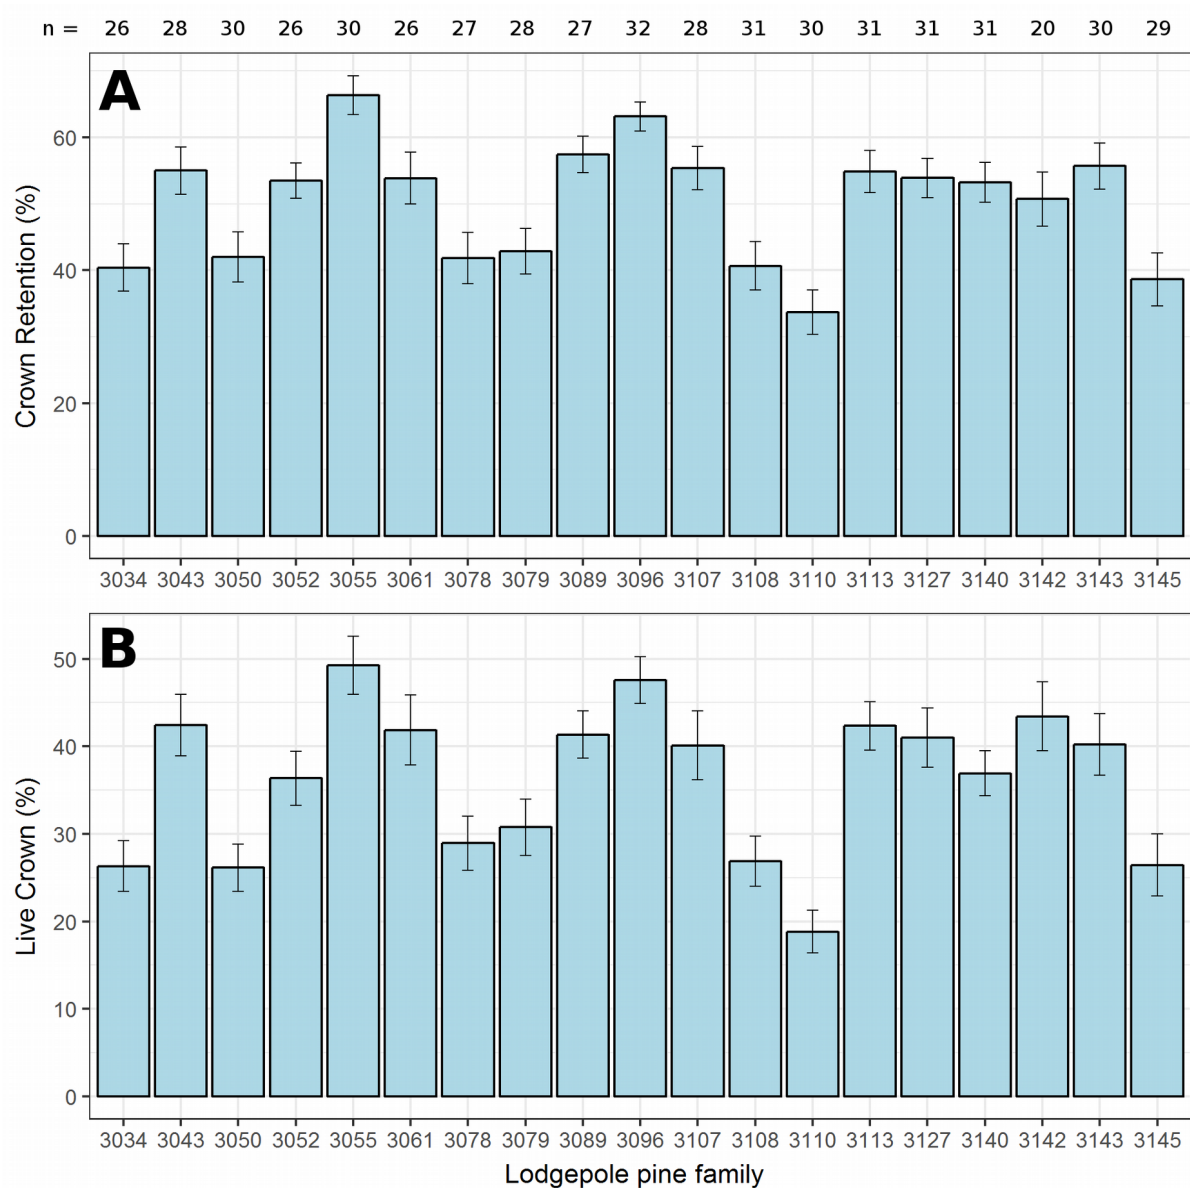 n = 26 28 30 26 30 26 27 28 27 32 28 31 30 31 31 31 20 30 29
A
Crown Retention (%)
60
40
20
0
3034 3043 3050 3052 3055 3061 3078 3079 3089 3096 3107 3108 3110 3113 3127 3140 3142 3143 3145
B
Live Crown (%)
50
40
30
20
10
0
3034 3043 3050 3052 3055 3061 3078 3079 3089 3096 3107 3108 3110 3113 3127 3140 3142 3143 3145
Lodgepole pine family